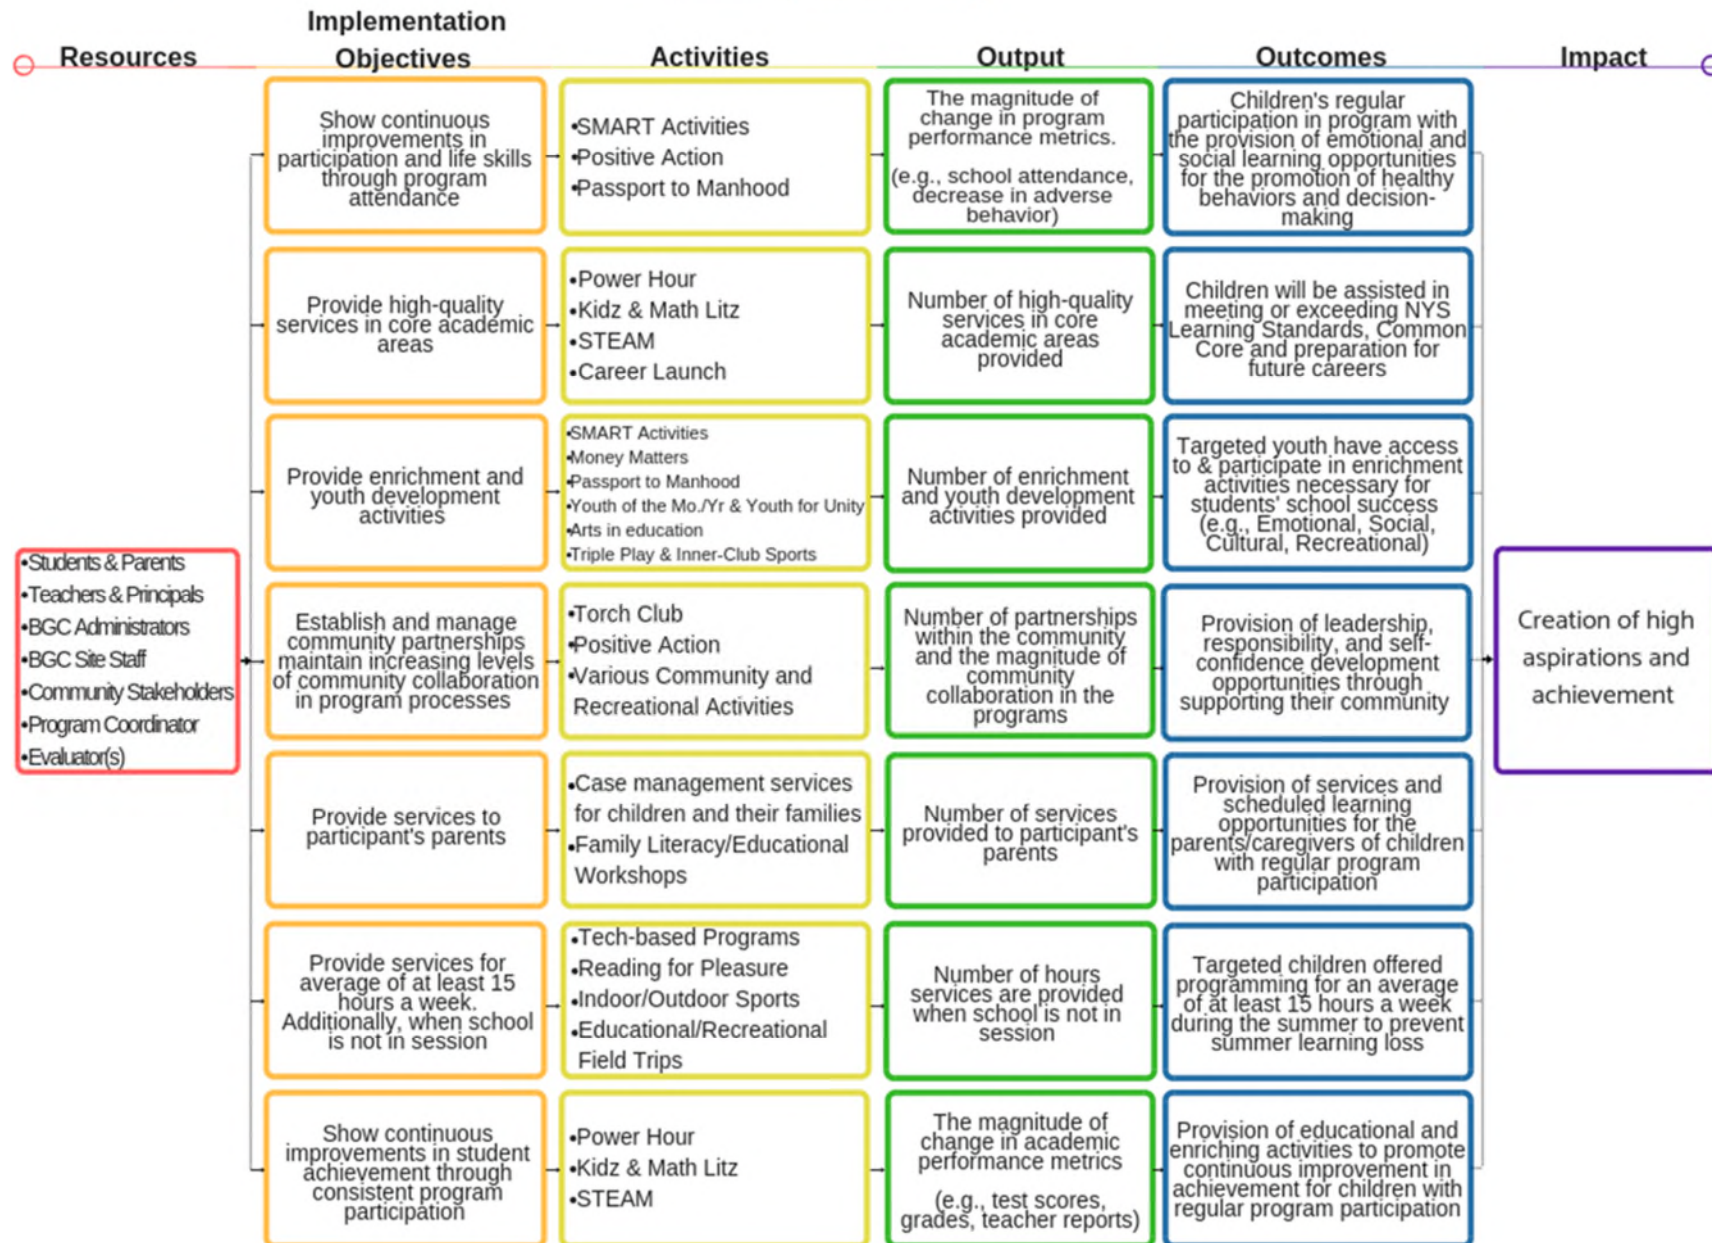 Resources
Implementation
Objectives
Activities
Output
Outcomes
Impact
•Students & Parents
•Teachers & Principals
•BGC Administrators
•BGC Site Staff
•Community Stakeholders
•Program Coordinator
•Evaluator(s)
Show continuous
improvements in
participation and life skills
through program
attendance
•SMART Activities
•Positive Action
•Passport to Manhood
The magnitude of
change in program
performance metrics.
(e.g., school attendance,
decrease in adverse
behavior)
Children's regular
participation in program with
the provision of emotional and
social learning opportunities
for the promotion of healthy
behaviors and decision-
making
Provide high-quality
services in core academic
areas
•Power Hour
•Kidz & Math Litz
•STEAM
•Career Launch
Number of high-quality
services in core
academic areas
provided
Children will be assisted in
meeting or exceeding NYS
Learning Standards, Common
Core and preparation for
future careers
Provide enrichment and
youth development
activities
•SMART Activities
•Money Matters
•Passport to Manhood
•Youth of the Mo./Yr & Youth for Unity
•Arts in education
•Triple Play & Inner-Club Sports
Number of enrichment
and youth development
activities provided
Targeted youth have access
to & participate in enrichment
activities necessary for
students' school success
(e.g., Emotional, Social,
Cultural, Recreational)
Establish and manage
community partnerships
maintain increasing levels
of community collaboration
in program processes
•Torch Club
•Positive Action
•Various Community and
Recreational Activities
Number of partnerships
within the community
and the magnitude of
community
collaboration in the
programs
Provision of leadership,
responsibility, and self-
confidence development
opportunities through
supporting their community
Provide services to
participant's parents
•Case management services
for children and their families
•Family Literacy/Educational
Workshops
Number of services
provided to participant's
parents
Provision of services and
scheduled learning
opportunities for the
parents/caregivers of children
with regular program
participation
Provide services for
average of at least 15
hours a week.
Additionally, when school
is not in session
•Tech-based Programs
•Reading for Pleasure
•Indoor/Outdoor Sports
•Educational/Recreational
Field Trips
Number of hours
services are provided
when school is not in
session
Targeted children offered
programming for an average
of at least 15 hours a week
during the summer to prevent
summer learning loss
Show continuous
improvements in student
achievement through
consistent program
participation
•Power Hour
•Kidz & Math Litz
•STEAM
The magnitude of
change in academic
performance metrics
(e.g., test scores,
grades, teacher reports)
Provision of educational and
enriching activities to promote
continuous improvement in
achievement for children with
regular program participation
Creation of high
aspirations and
achievement